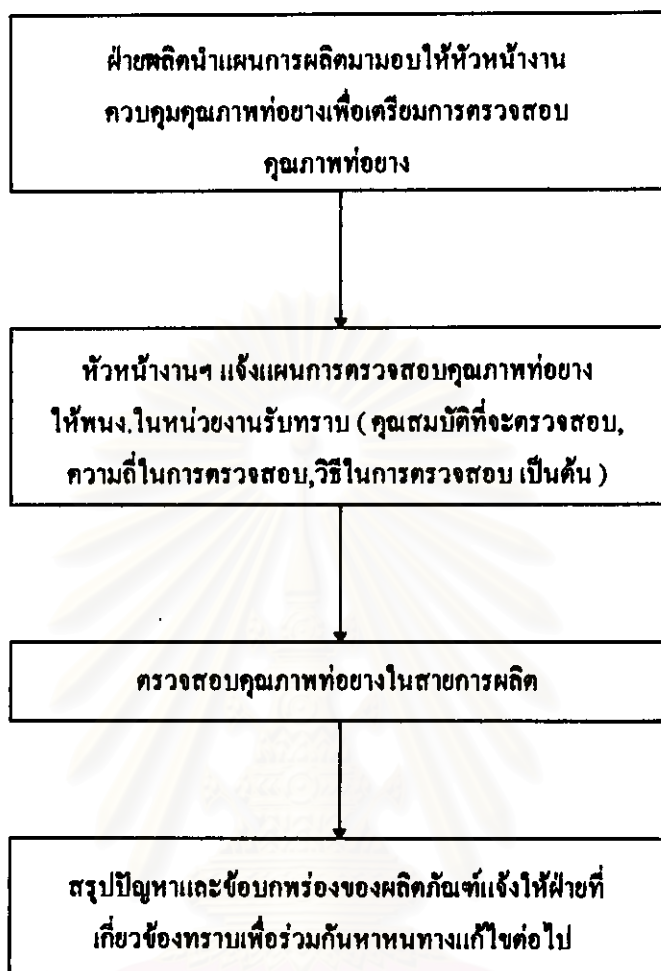 ฝ่ายผลิตนำแผนการผลิตมามอบให้หัวหน้างาน
ควบคุมคุณภาพท่อยางเพื่อเตรียมการตรวจสอบ
คุณภาพท่อยาง
หัวหน้างานฯ แจ้งแผนการตรวจสอบคุณภาพท่อยาง
ให้พนง.ในหน่วยงานรับทราบ ( คุณสมบัติที่จะตรวจสอบ,
ความถี่ในการตรวจสอบ,วิธีในการตรวจสอบ เป็นต้น )
ตรวจสอบคุณภาพท่อยางในสายการผลิต
สรุปปัญหาและข้อบกพร่องของผลิตภัณฑ์แจ้งให้ฝ่ายที่
เกี่ยวข้องทราบเพื่อร่วมกันหาหนทางแก้ไขต่อไป